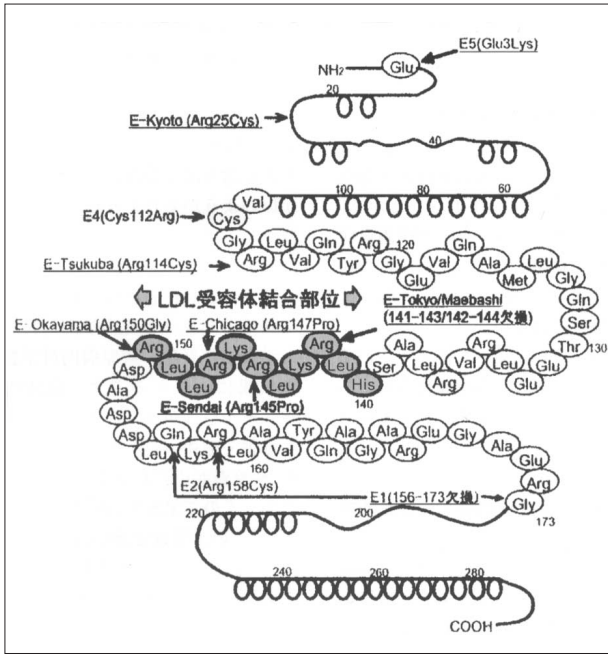 E5(Glu3Lys)
NH2
Glu
20
E-Kyoto (Arg25Cys)
40
100
80
60
Val
E4(Cys112Arg)
Cys
Gly
Leu
Gln
Arg
120
Gln
Leu
E-Tsukuba (Arg114Cys)
Arg
Val
Tyr
Gly
Val
Ala
Met
Gly
Glu
Gln
LDL受容体結合部位
E-Tokyo/Maebashi
(141-143/142-144欠損)
Ser
E-Okayama (Arg150Gly)
E-Chicago (Arg147Pro)
Thr
130
Arg
150
Lys
Arg
Ala
Arg
Glu
Asp
Leu
Arg
Arg
Lys
Leu
Ser
Leu
Val
Leu
Leu
Leu
His
Arg
Glu
Ala
E-Sendai (Arg145Pro)
140
Asp
Asp
Gln
Arg
Ala
Tyr
Ala
Ala
Glu
Gly
Ala
Leu
Lys
Leu
Val
Gln
Gly
Arg
Glu
160
Arg
E2(Arg158Cys)
E1(156-173欠損)
Gly
173
220
200
240
260
280
COOH